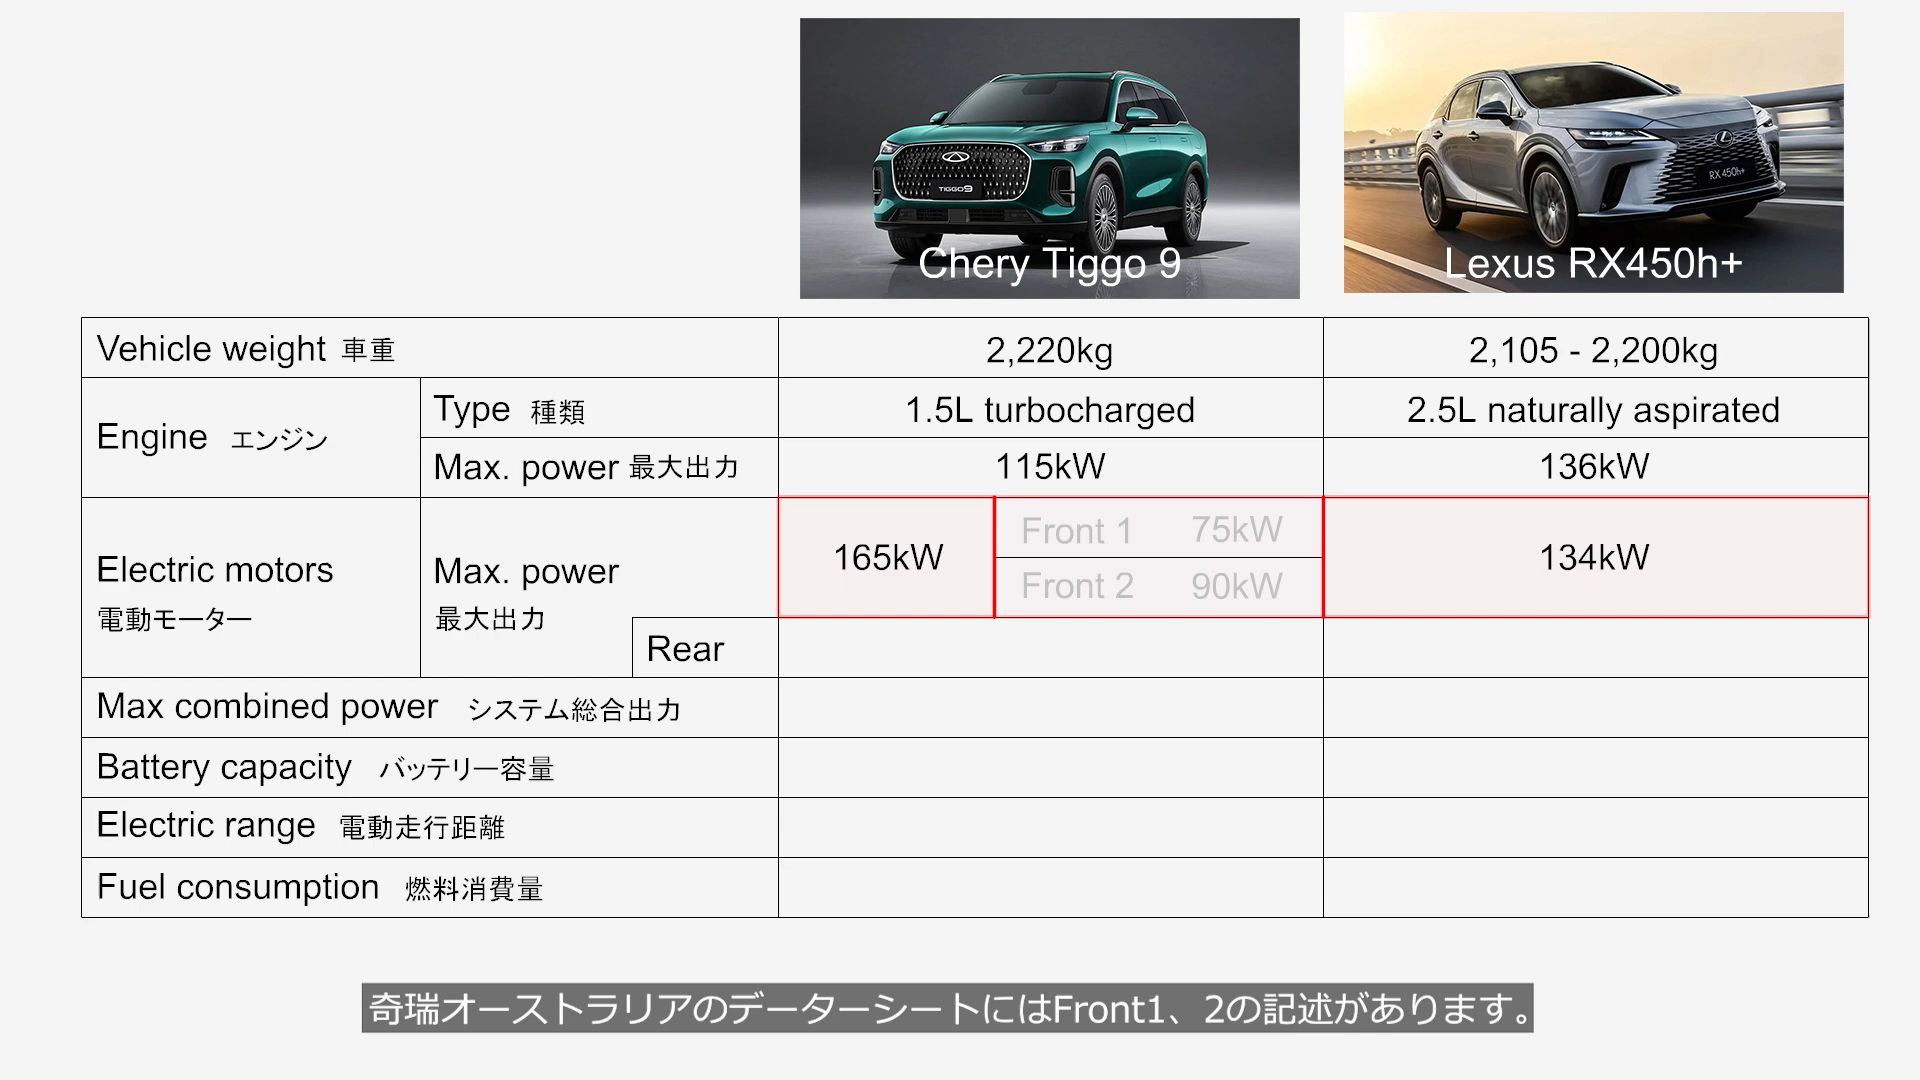 TIGGO9
Chery Tiggo 9
RX 450h+
Lexus RX450h+
Vehicle weight 車重
2,220kg
2,105 - 2,200kg
Engine エンジン
Type 種類
1.5L turbocharged
2.5L naturally aspirated
Max. power 最大出力
115kW
136kW
Electric motors
電動モーター
Max. power
最大出力
165kW
Front 1 75kW
Front 2 90kW
134kW
Rear
Max combined power システム総合出力
Battery capacity バッテリー容量
Electric range 電動走行距離
Fuel consumption 燃料消費量
奇瑞オーストラリアのデーターシートにはFront1、2の記述があります。